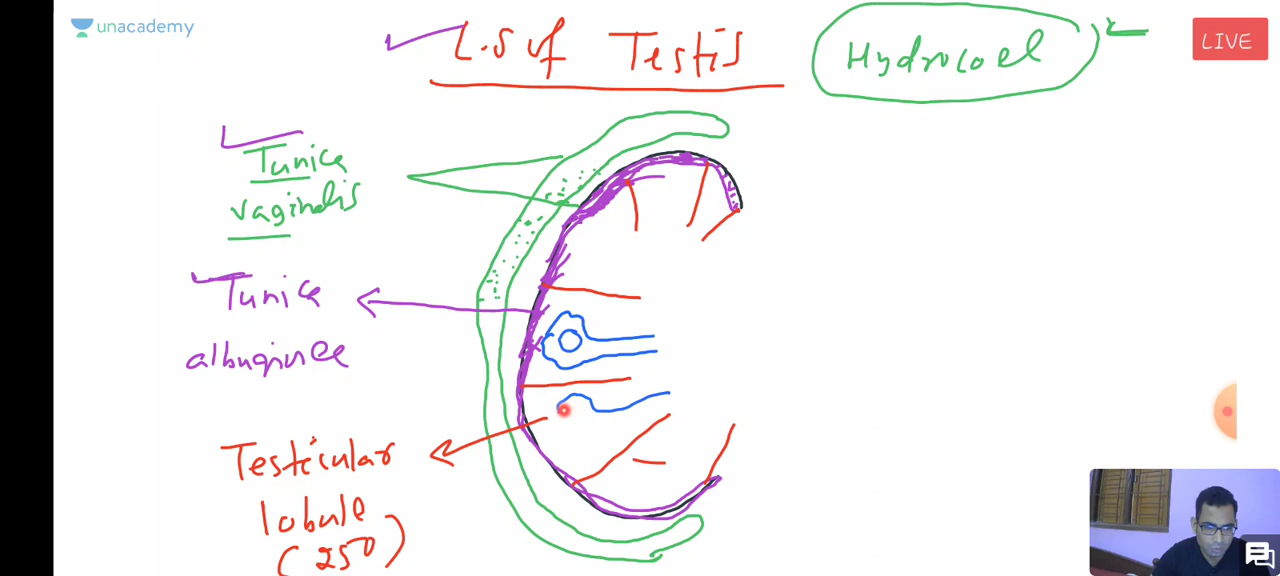 unacademy
L.S of Testis
Hydrocoel
LIVE
Tunica
vaginalis
Tunica
albuginee
Testicular
lobule
(250)